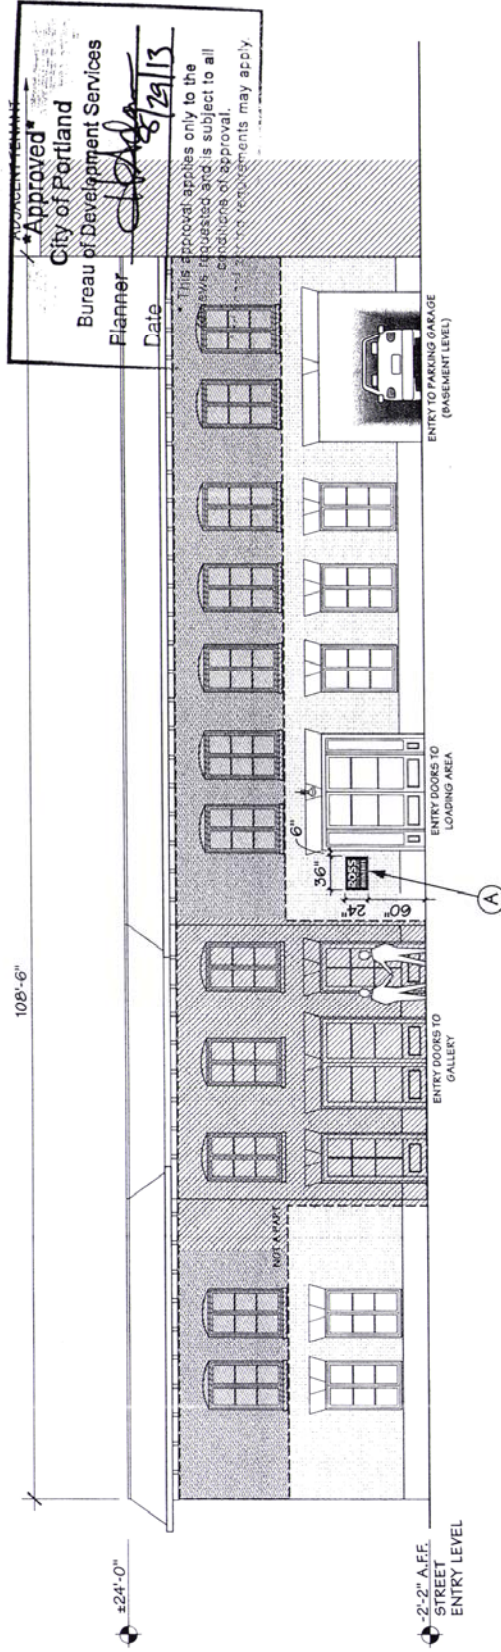 ADJACENT TENANT
*Approved*
City of Portland
Bureau of Development Services
Planner
Date 8/29/13
* This approval applies only to the
reviews requested and is subject to all
conditions of approval.
requirements may apply.
108'-6"
±24'-0"
NOT A PART
6"
36"
24"
60"
ROSS
A
ENTRY DOORS TO
GALLERY
ENTRY DOORS TO
LOADING AREA
ENTRY TO PARKING GARAGE
(BASEMENT LEVEL)
-2'-2" A.F.F.
STREET
ENTRY LEVEL